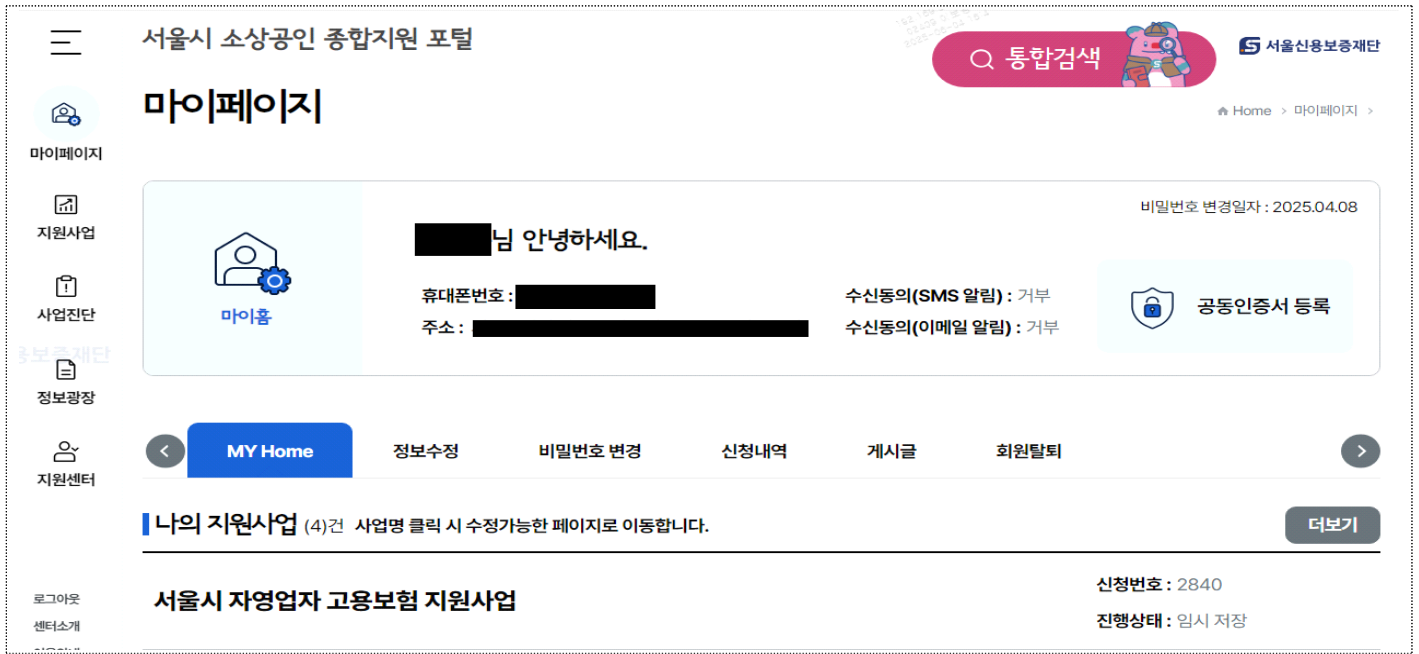 서울시 소상공인 종합지원 포털
통합검색
서울신용보증재단
마이페이지
Home > 마이페이지 >
마이페이지
지원사업
사업진단
정보광장
지원센터
로그아웃
센터소개
비밀번호 변경일자 : 2025.04.08
마이홈
님 안녕하세요.
휴대폰번호 :
주소 :
수신동의(SMS 알림) : 거부
수신동의(이메일 알림) : 거부
공동인증서 등록
MY Home 정보수정 비밀번호 변경 신청내역 게시글 회원탈퇴
나의 지원사업 (4)건 사업명 클릭 시 수정가능한 페이지로 이동합니다.
더보기
서울시 자영업자 고용보험 지원사업
신청번호 : 2840
진행상태 : 임시 저장